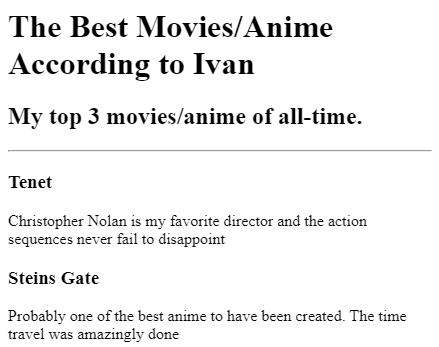 The Best Movies/Anime
According to Ivan
My top 3 movies/anime of all-time.
Tenet
Christopher Nolan is my favorite director and the action
sequences never fail to disappoint
Steins Gate
Probably one of the best anime to have been created. The time
travel was amazingly done